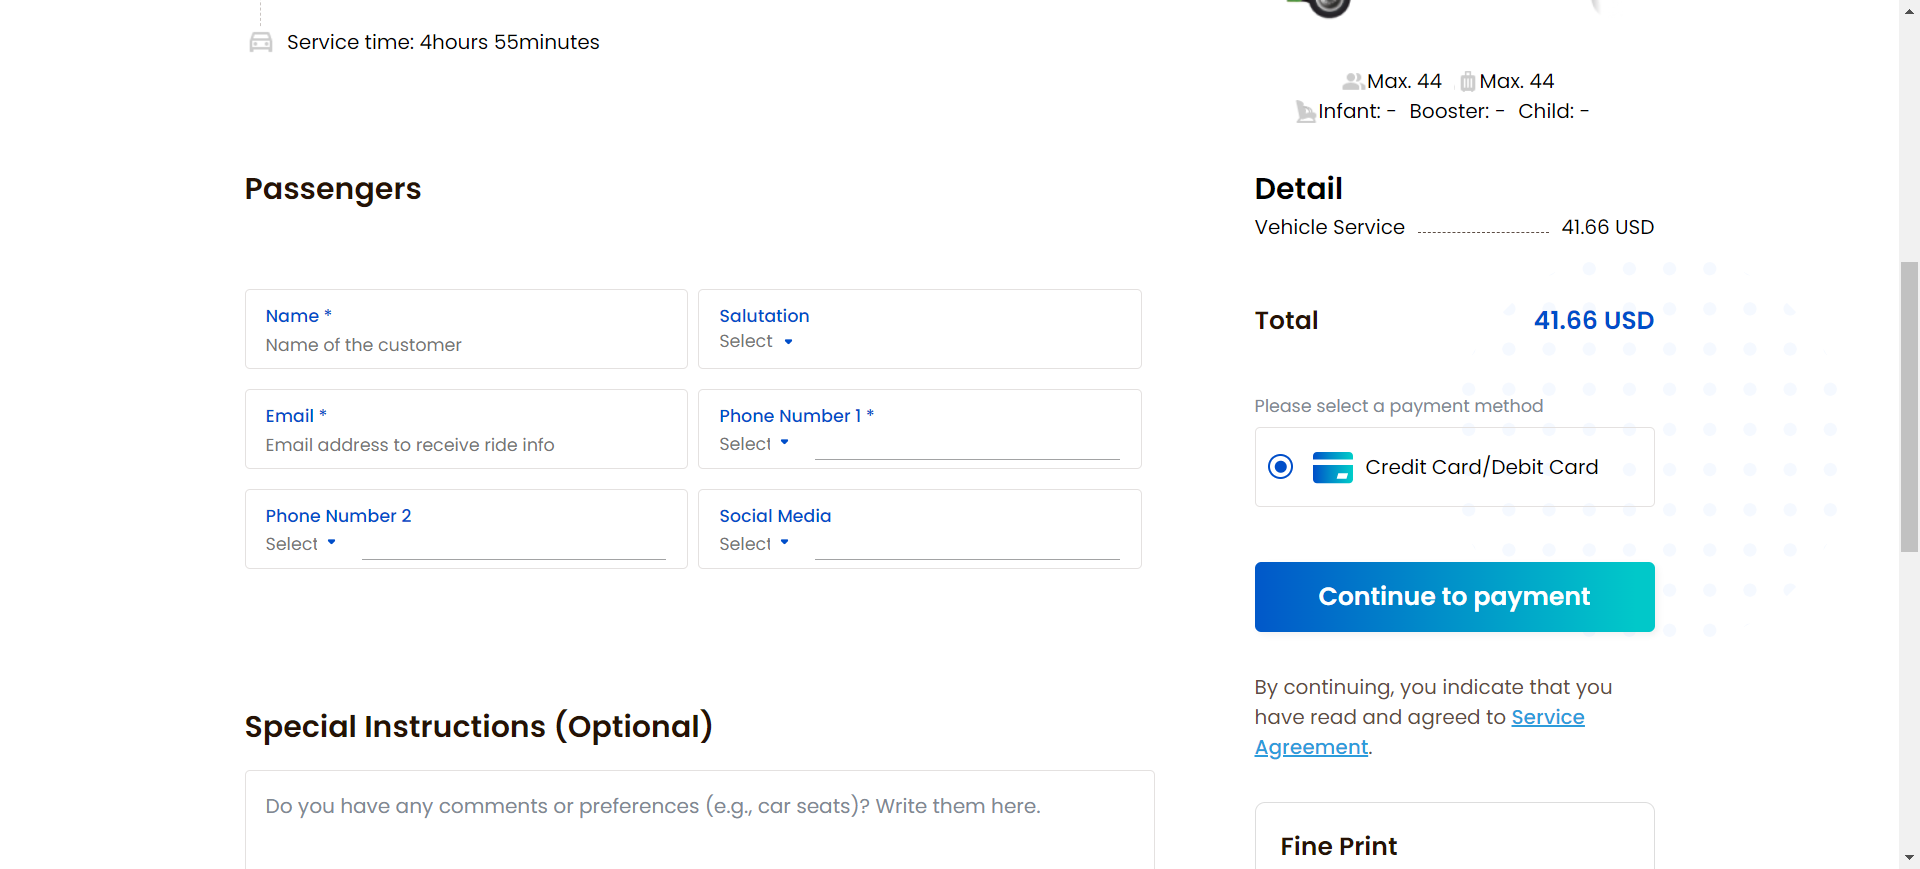 Service time: 4hours 55minutes
Max. 44 Max. 44
Infant: - Booster: - Child: -
Passengers
Name *
Name of the customer
Salutation
Select
Email *
Email address to receive ride info
Phone Number 1 *
Select
Phone Number 2
Select
Social Media
Select
Special Instructions (Optional)
Do you have any comments or preferences (e.g., car seats)? Write them here.
Detail
Vehicle Service 41.66 USD
Total 41.66 USD
Please select a payment method
Credit Card/Debit Card
Continue to payment
By continuing, you indicate that you
have read and agreed to Service
Agreement.
Fine Print